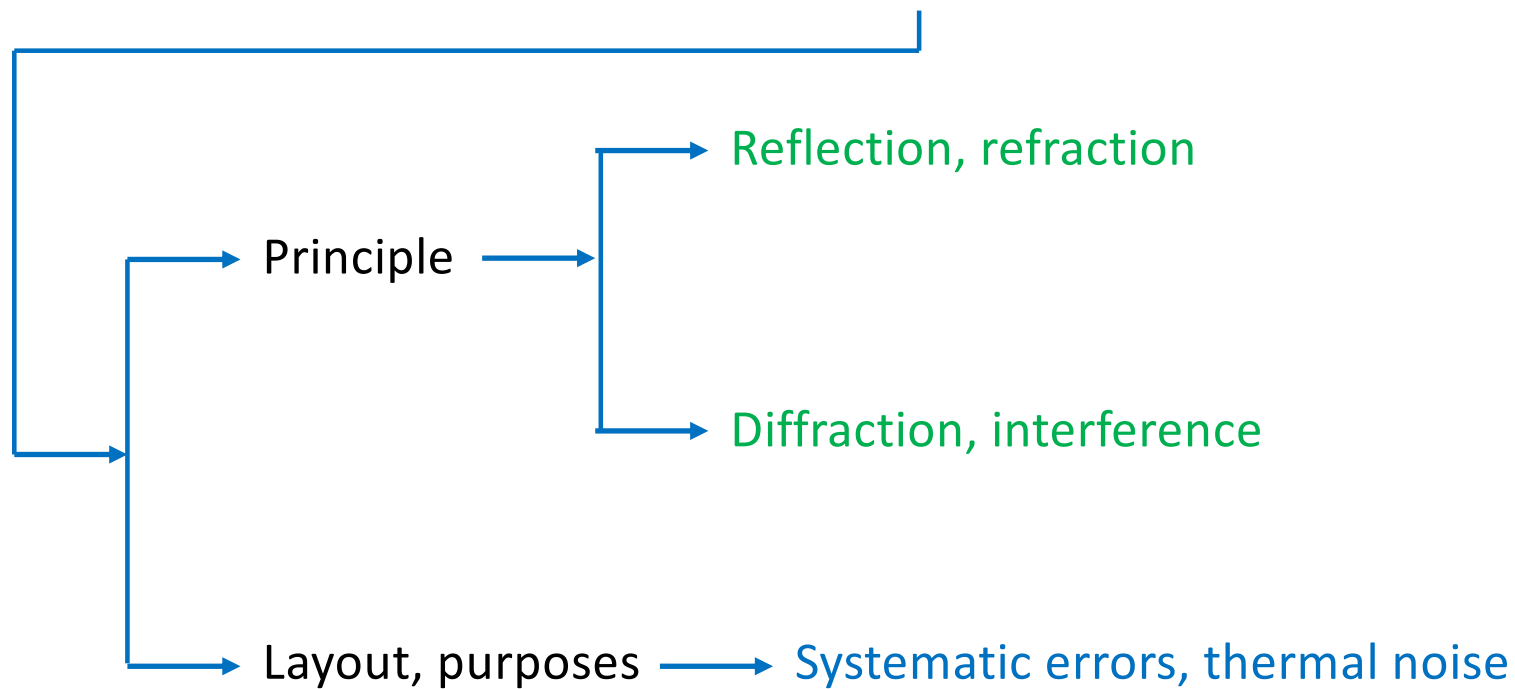 Reflection, refraction
Principle
Diffraction, interference
Layout, purposes
Systematic errors, thermal noise